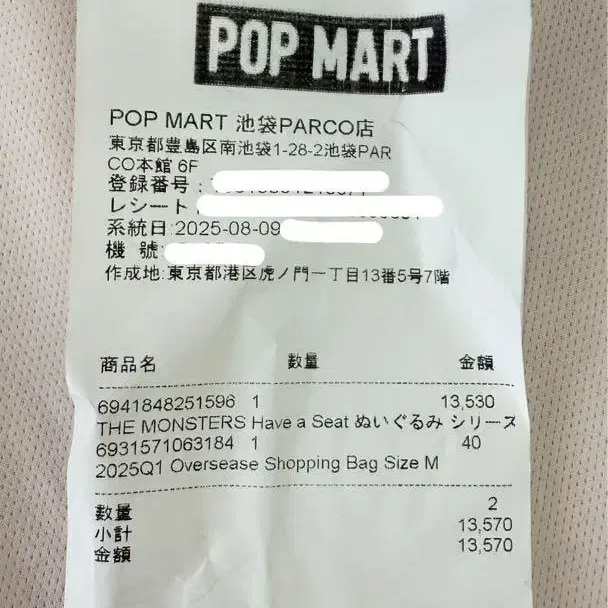 POP MART
POP MART 池袋PARCO店
東京都豊島区南池袋1-28-2池袋PAR
CO本館 6F
登録番号:
レシート:
系統日:2025-08-09
機 號:
作成地:東京都港区虎ノ門一丁目13番5号7階
商品名 数量 金額
6941848251596 1 13,530
THE MONSTERS Have a Seat ぬいぐるみ シリーズ
6931571063184 1 40
2025Q1 Oversease Shopping Bag Size M
数量 2
小計 13,570
金額 13,570